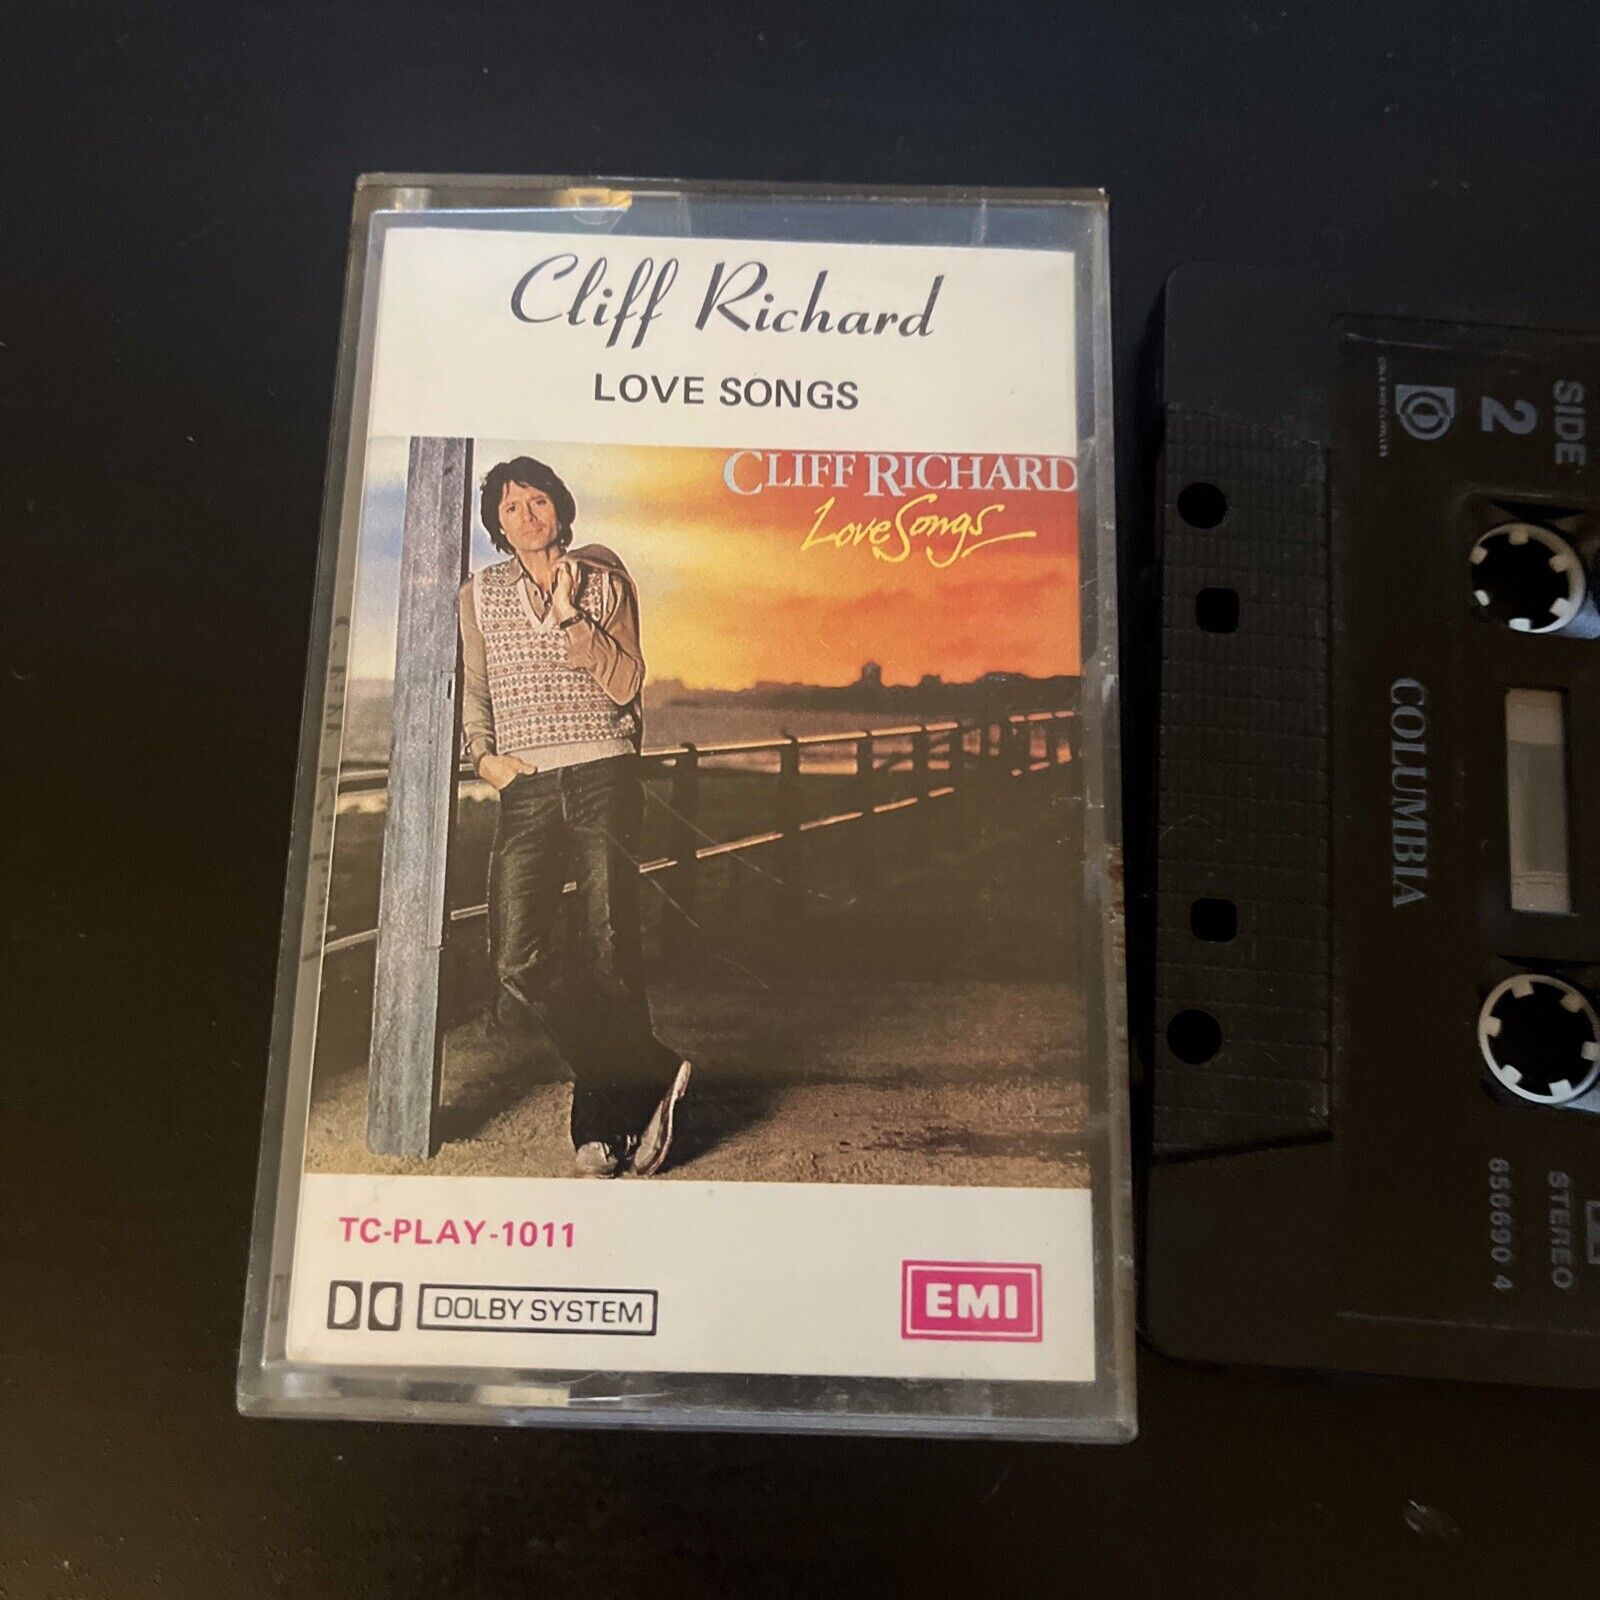 Cliff Richard
LOVE SONGS
CLIFF RICHARD
Love Songs
TC-PLAY-1011
DOLBY SYSTEM
EMI
SIDE
2
COLUMBIA
STEREO
656690 4